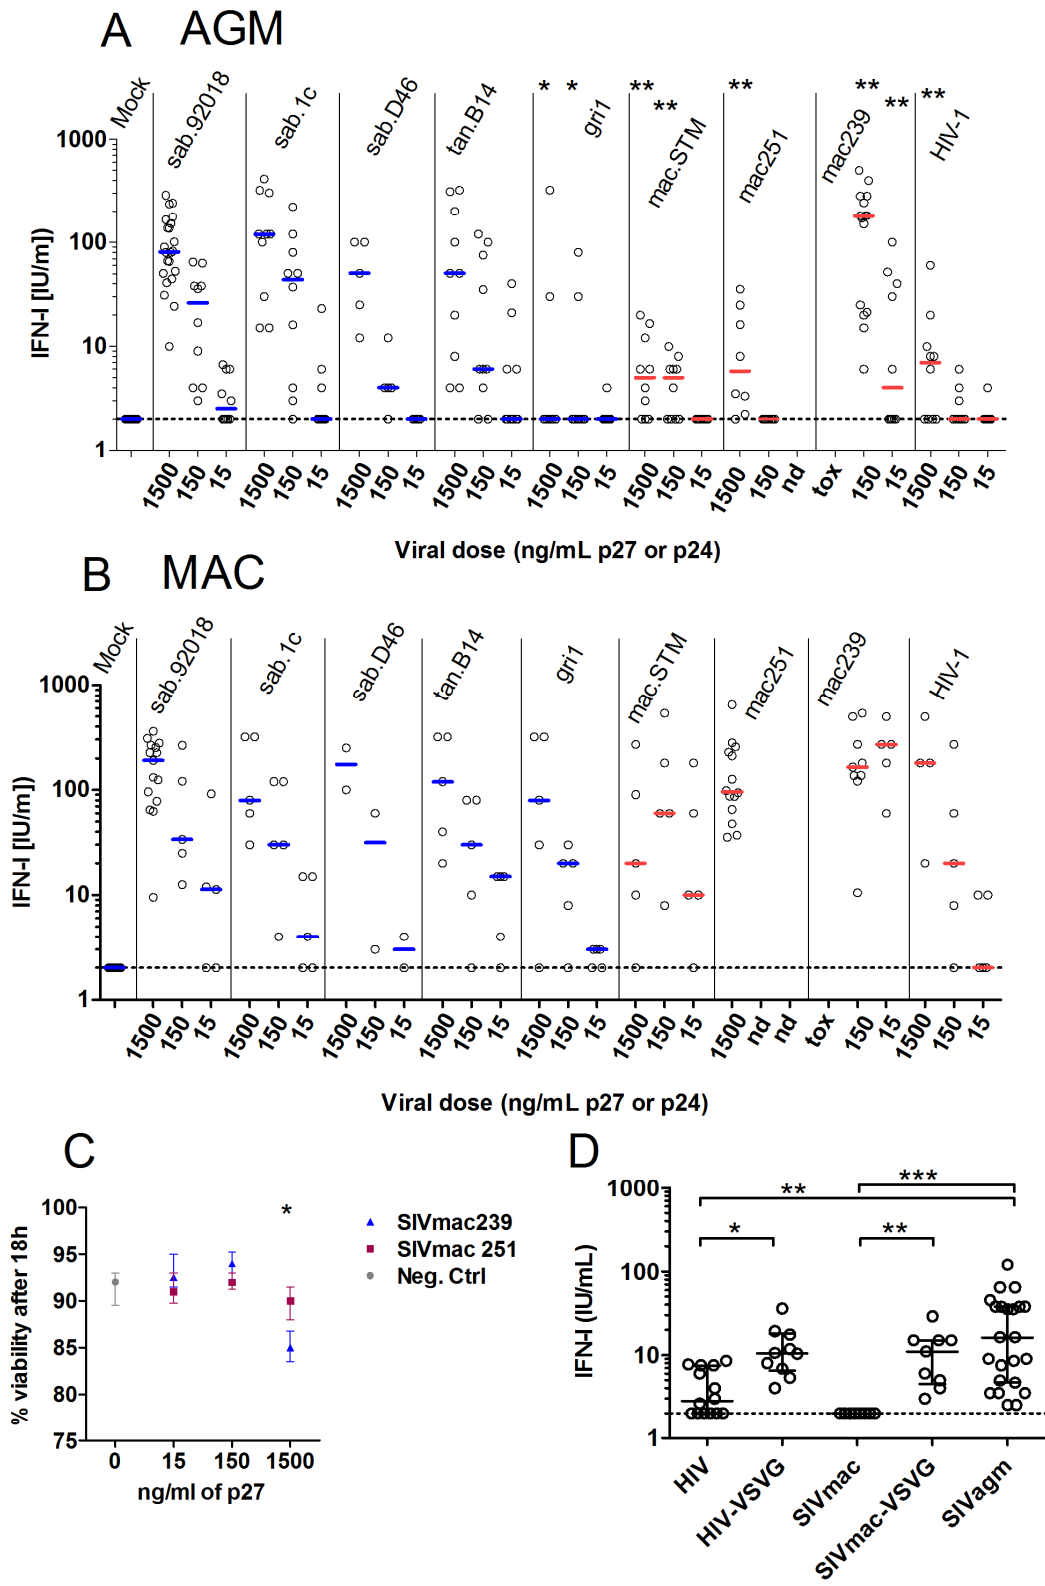 A AGM
Mock
sab.92018
sab.1c
sab.D46
tan.B14
gri1
mac.STM
mac251
mac239
HIV-1
* * ** ** ** ** ** **
IFN-I [IU/m])
1000
100
10
1
1500 150 15 1500 150 15 1500 150 15 1500 150 15 1500 150 15 1500 150 15 1500 150 nd tox 150 15 1500 150 15
Viral dose (ng/mL p27 or p24)
B MAC
Mock
sab.92018
sab.1c
sab.D46
tan.B14
gri1
mac.STM
mac251
mac239
HIV-1
IFN-I [IU/m])
1000
100
10
1
1500 150 15 1500 150 15 1500 150 15 1500 150 15 1500 150 15 1500 150 15 1500 nd nd tox 150 15 1500 150 15
Viral dose (ng/mL p27 or p24)
C
% viability after 18h
100
95
90
85
80
75
*
0 15 150 1500
ng/ml of p27
SIVmac239
SIVmac 251
Neg. Ctrl
D
IFN-I (IU/mL)
1000
100
10
1
***
**
* **
HIV
HIV-VSVG
SIVmac
SIVmac-VSVG
SIVagm